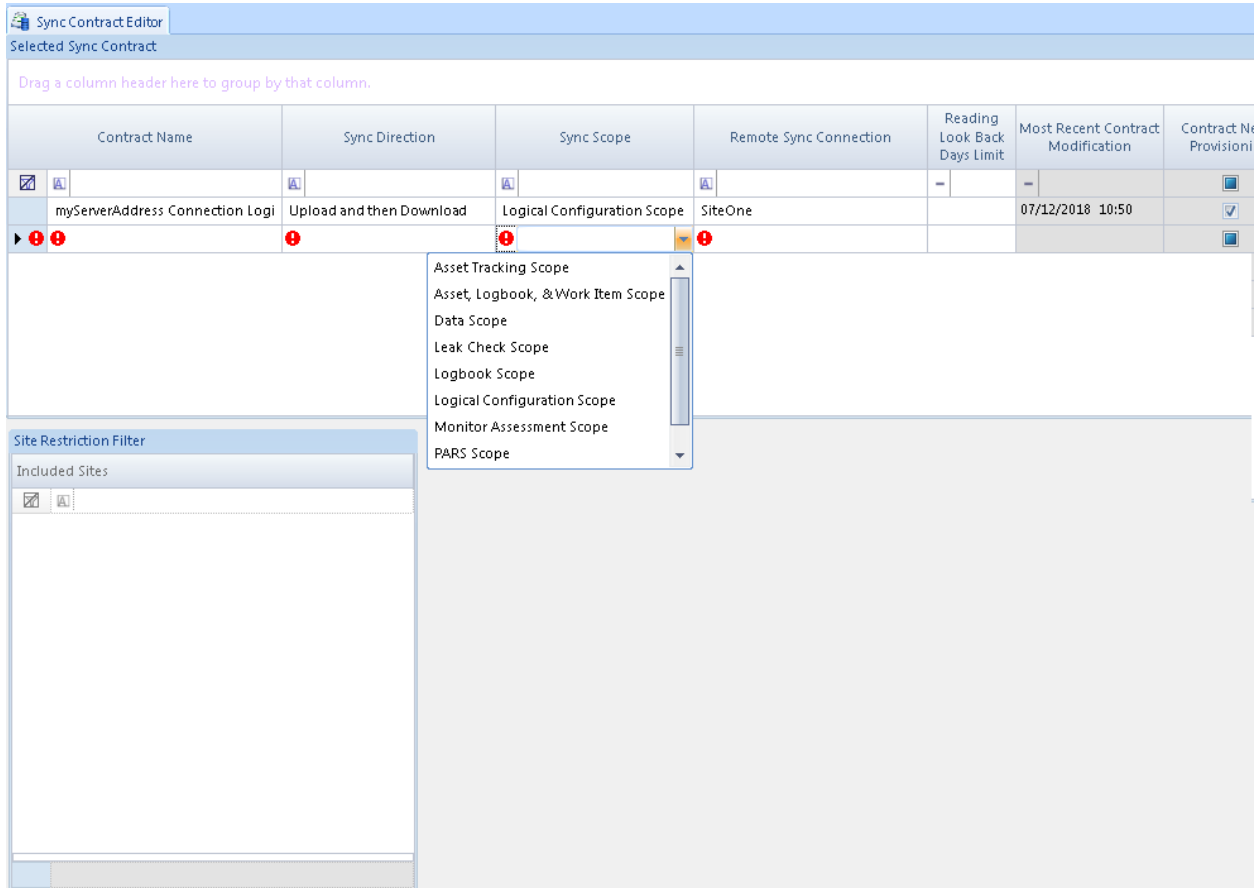 Sync Contract Editor
Selected Sync Contract
Drag a column header here to group by that column.
Contract Name
Sync Direction
Sync Scope
Remote Sync Connection
Reading
Look Back
Days Limit
Most Recent Contract
Modification
Contract Ne
Provisioni
myServerAddress Connection Logi
Upload and then Download
Logical Configuration Scope
SiteOne
07/12/2018 10:50
Asset Tracking Scope
Asset, Logbook, & Work Item Scope
Data Scope
Leak Check Scope
Logbook Scope
Logical Configuration Scope
Monitor Assessment Scope
PARS Scope
Site Restriction Filter
Included Sites